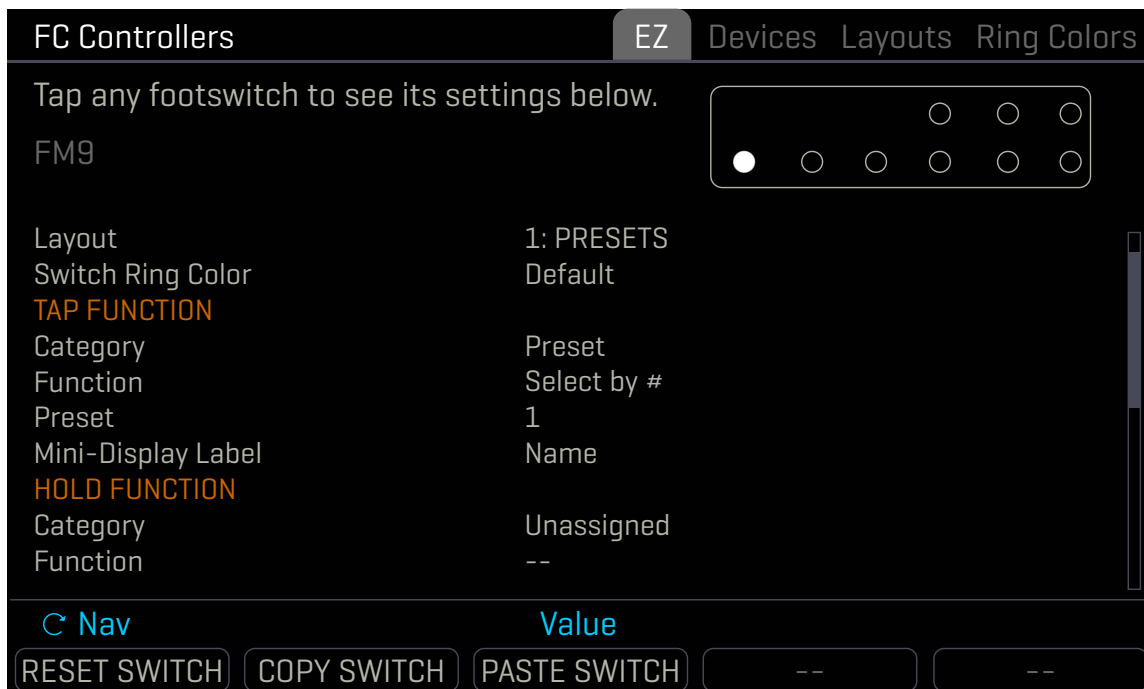 FC Controllers EZ Devices Layouts Ring Colors
Tap any footswitch to see its settings below.
FM9
Layout 1: PRESETS
Switch Ring Color Default
TAP FUNCTION
Category Preset
Function Select by #
Preset 1
Mini-Display Label Name
HOLD FUNCTION
Category Unassigned
Function --
Nav Value
RESET SWITCH COPY SWITCH PASTE SWITCH -- --